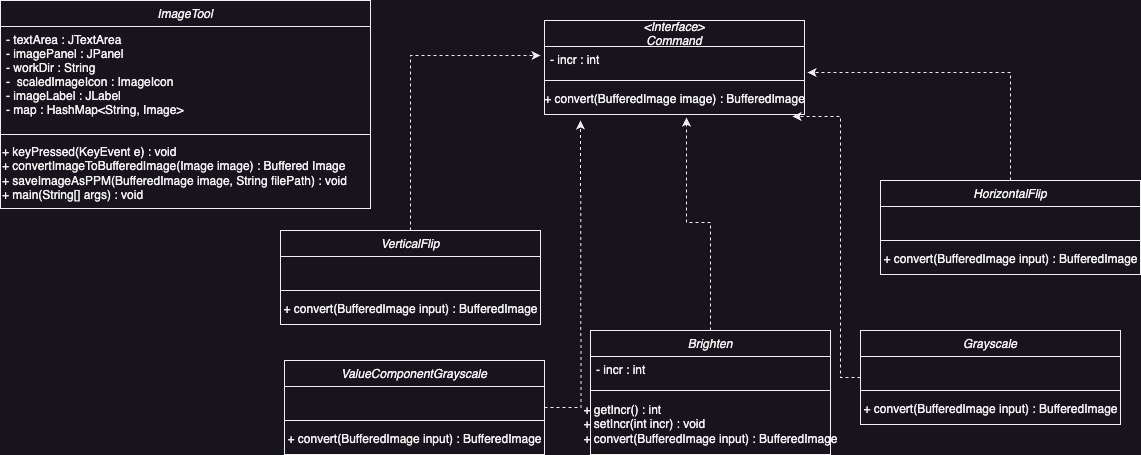 ImageTool
- textArea : JTextArea
- imagePanel : JPanel
- workDir : String
- scaledImageIcon : ImageIcon
- imageLabel : JLabel
- map : HashMap<String, Image>
+ keyPressed(KeyEvent e) : void
+ convertImageToBufferedImage(Image image) : Buffered Image
+ saveImageAsPPM(BufferedImage image, String filePath) : void
+ main(String[] args) : void
<Interface>
Command
- incr : int
+ convert(BufferedImage image) : BufferedImage
HorizontalFlip
+ convert(BufferedImage input) : BufferedImage
VerticalFlip
+ convert(BufferedImage input) : BufferedImage
ValueComponentGrayscale
+ convert(BufferedImage input) : BufferedImage
Brighten
- incr : int
+ getIncr() : int
+ setIncr(int incr) : void
+ convert(BufferedImage input) : BufferedImage
Grayscale
+ convert(BufferedImage input) : BufferedImage